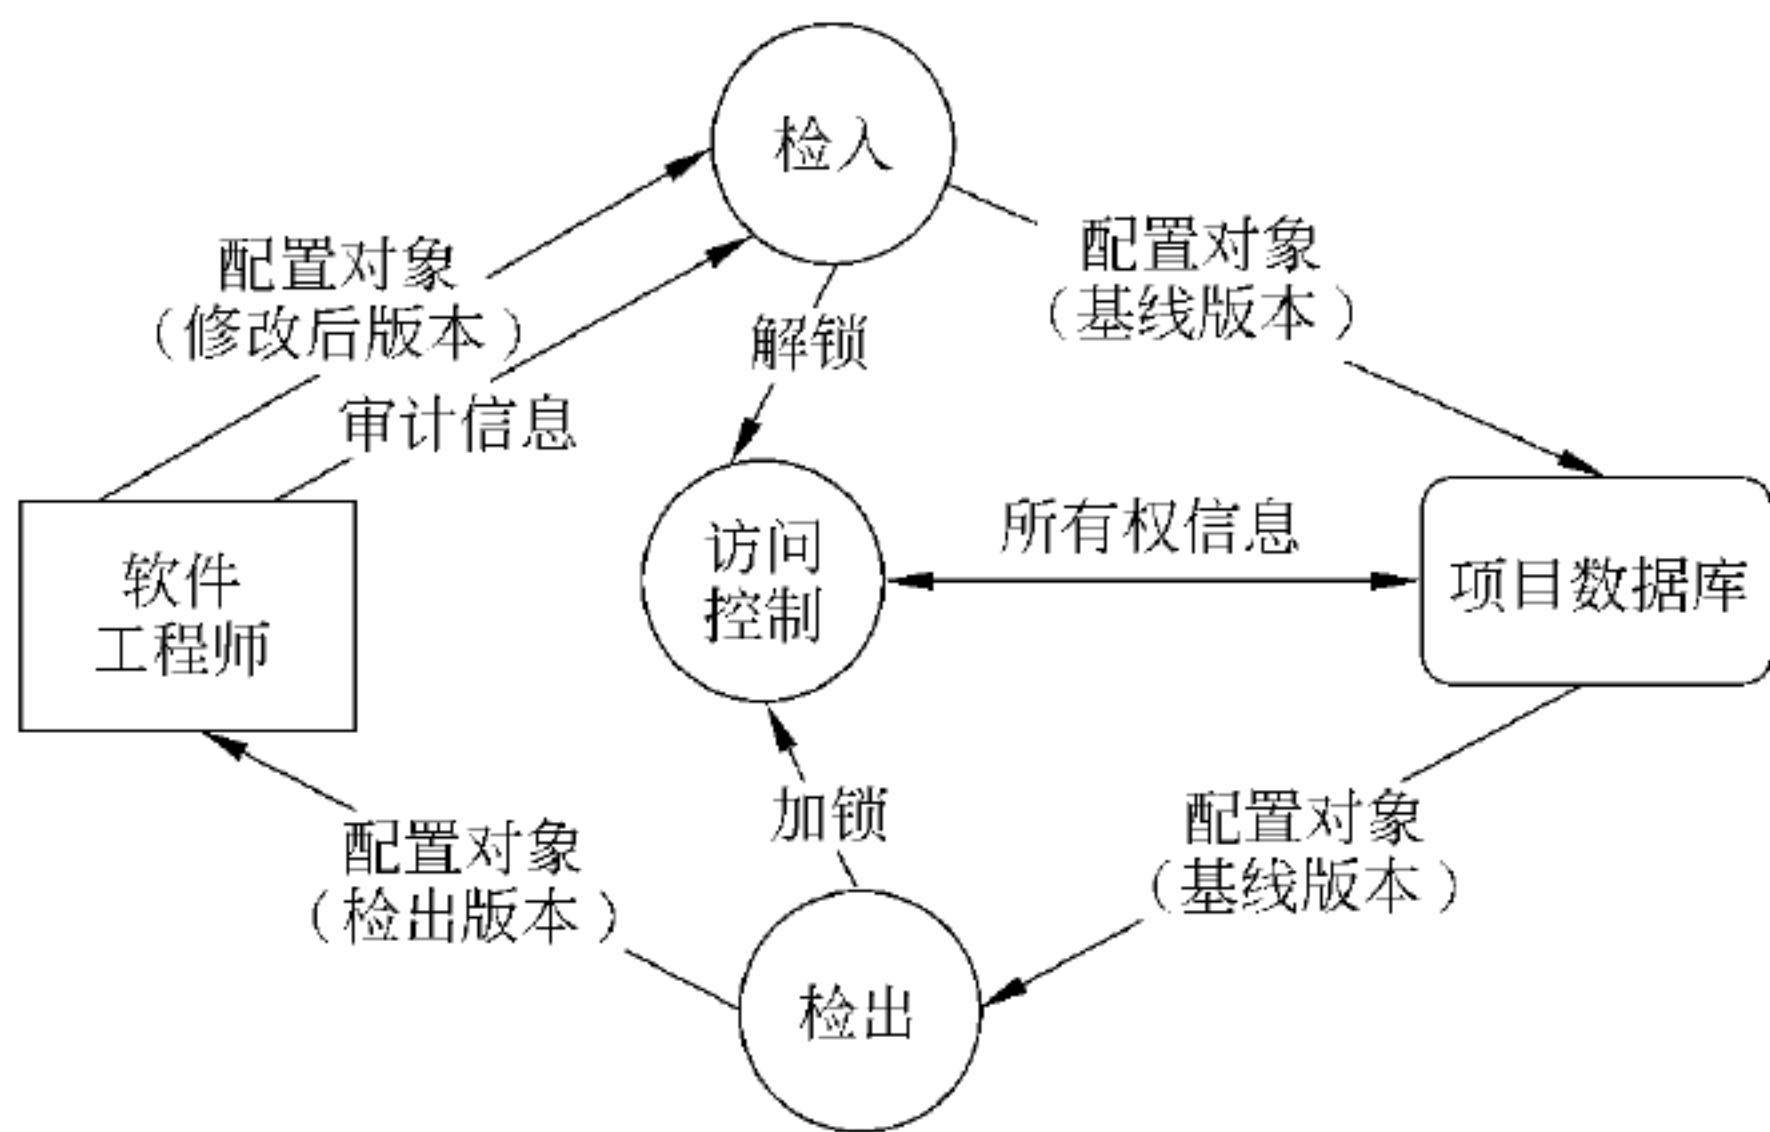 检入
配置对象
（修改后版本）
审计信息
解锁
配置对象
（基线版本）
软件
工程师
访问
控制
所有权信息
项目数据库
加锁
配置对象
（检出版本）
配置对象
（基线版本）
检出